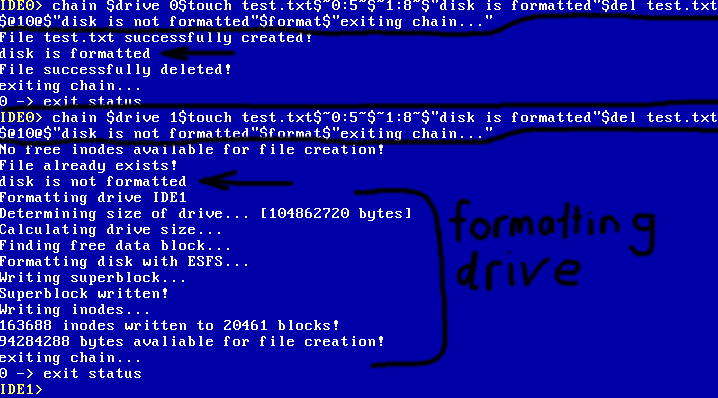 IDE0> chain $drive 0$touch test.txt$~0:5~$~1:8~$"disk is formatted"$del test.txt
$@10@$"disk is not formatted"$format$"exiting chain..."
File test.txt successfully created!
disk is formatted
File successfully deleted!
exiting chain...
0 -> exit status
IDE0> chain $drive 1$touch test.txt$~0:5~$~1:8~$"disk is formatted"$del test.txt
$@10@$"disk is not formatted"$format$"exiting chain..."
No free inodes available for file creation!
File already exists!
disk is not formatted
Formatting drive IDE1
Determining size of drive... [104862720 bytes]
Calculating drive size...
Finding free data block...
Formatting disk with ESFS...
Writing superblock...
Superblock written!
Writing inodes...
163688 inodes written to 20461 blocks!
94284288 bytes avaliable for file creation!
exiting chain...
0 -> exit status
IDE1>
formatting
drive